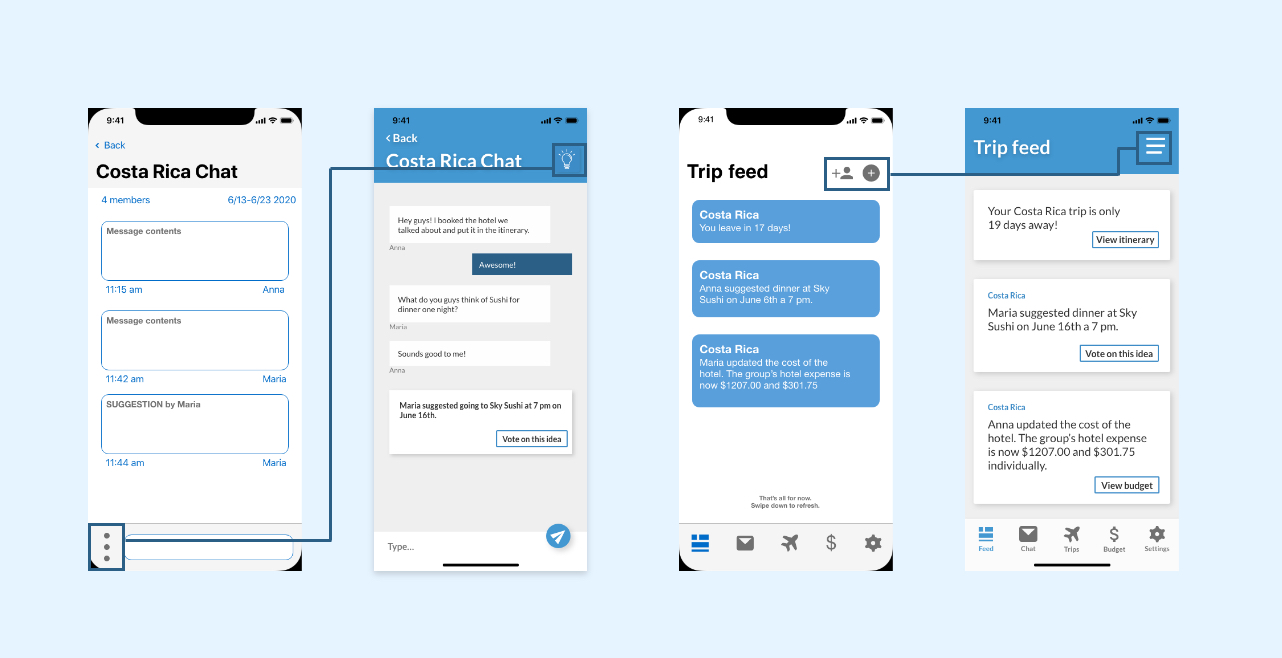 9:41
Back
Costa Rica Chat
4 members 6/13-6/23 2020
Message contents
11:15 am Anna
Message contents
11:42 am Maria
SUGGESTION by Maria
11:44 am Maria
9:41
Back
Costa Rica Chat
Hey guys! I booked the hotel we
talked about and put it in the itinerary.
Anna
Awesome!
What do you guys think of Sushi for
dinner one night?
Maria
Sounds good to me!
Anna
Maria suggested going to Sky Sushi at 7 pm on
June 16th.
Vote on this idea
Type...
9:41
Trip feed
Costa Rica
You leave in 17 days!
Costa Rica
Anna suggested dinner at Sky
Sushi on June 6th a 7 pm.
Costa Rica
Maria updated the cost of the
hotel. The group's hotel expense is
now $1207.00 and $301.75
That's all for now.
Swipe down to refresh.
9:41
Trip feed
Your Costa Rica trip is only
19 days away!
View itinerary
Costa Rica
Maria suggested dinner at Sky
Sushi on June 16th a 7 pm.
Vote on this idea
Costa Rica
Anna updated the cost of the
hotel. The group's hotel expense
is now $1207.00 and $301.75
individually.
View budget
Feed Chat Trips Budget Settings